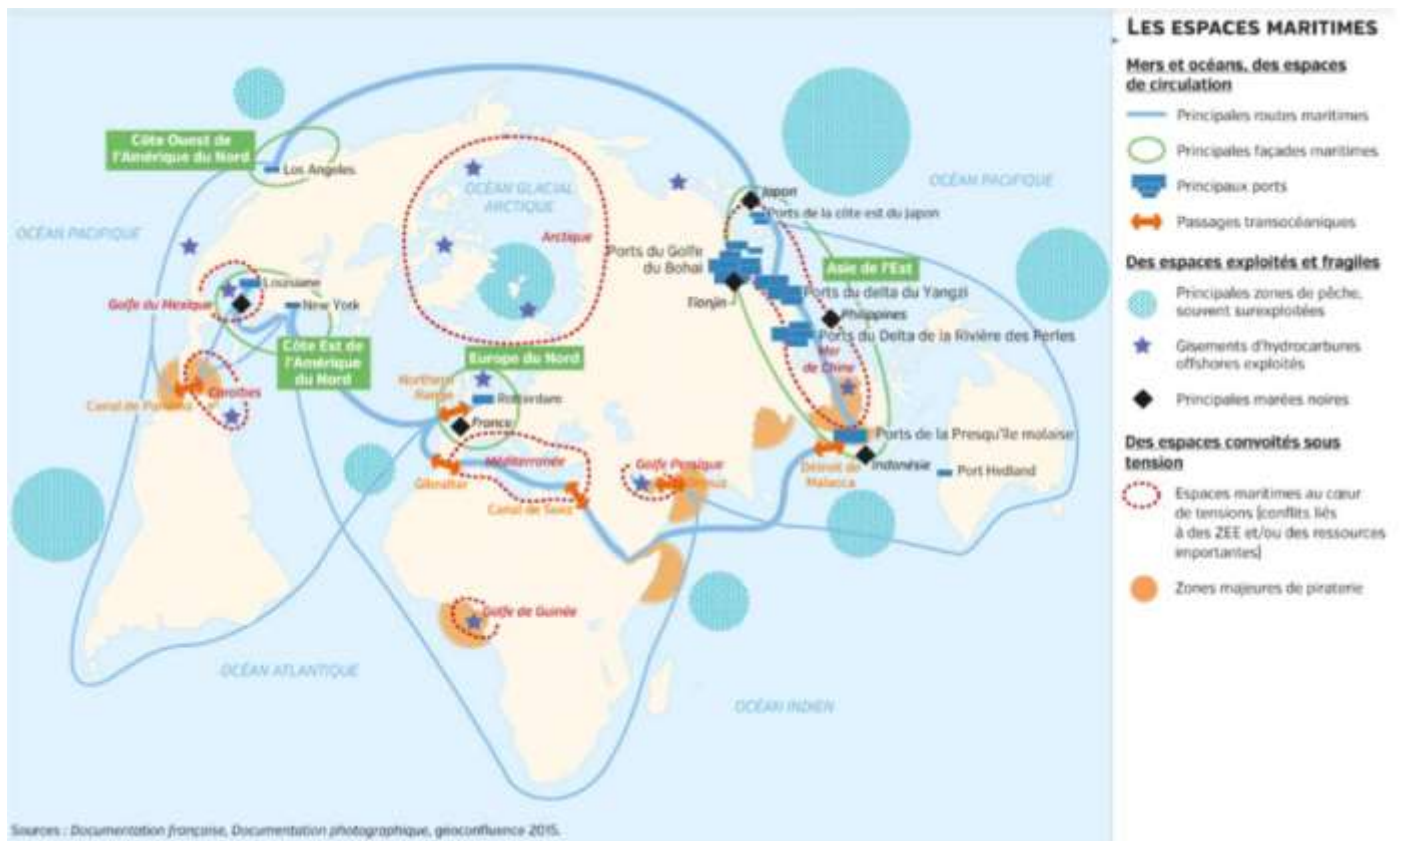 LES ESPACES MARITIMES
Mers et océans, des espaces
de circulation
Principales routes maritimes
Principales façades maritimes
Principaux ports
Passages transocéaniques
Des espaces exploités et fragiles
Principales zones de pêche,
souvent surexploitées
Gisements d'hydrocarbures
offshores exploités
Principales marées noires
Des espaces convoités sous
tension
Espaces maritimes au cœur
de tensions (conflits liés
à des ZEE et/ou des ressources
importantes)
Zones majeures de piraterie
Côte Ouest de
l'Amérique du Nord
Los Angeles
OCÉAN PACIFIQUE
OCÉAN GLACIAL
ARCTIQUE
Arctique
OCÉAN PACIFIQUE
Japon
Ports de la côte est du Japon
Ports du Golfe
du Bohai
Asie de l'Est
Tianjin
Ports du delta du Yangzi
Philippines
Ports du Delta de la Rivière des Perles
Mer
de Chine
Louisiane
Golfe du Mexique
New York
Côte Est de
l'Amérique
du Nord
Europe du Nord
Northern
Range
Rotterdam
France
Caraïbes
Canal de Panama
Méditerranée
Gibraltar
Canal de Suez
Golfe Persique
Ports de la Presqu'île malaise
Détroit de
Malacca
Indonésie
Port Hedland
Golfe de Guinée
OCÉAN ATLANTIQUE
OCÉAN INDIEN
Sources : Documentation française, Documentation photographique, géoconfluence 2015.